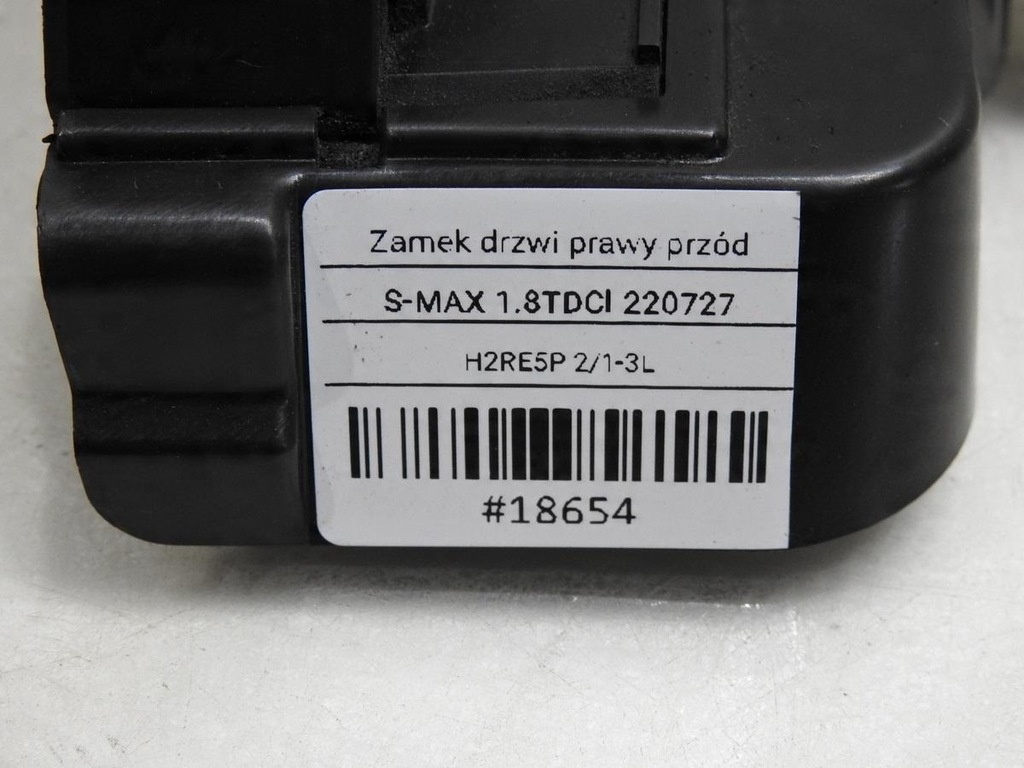 Zamek drzwi prawy przód
S-MAX 1.8TDCI 220727
H2RE5P 2/1-3L
#18654